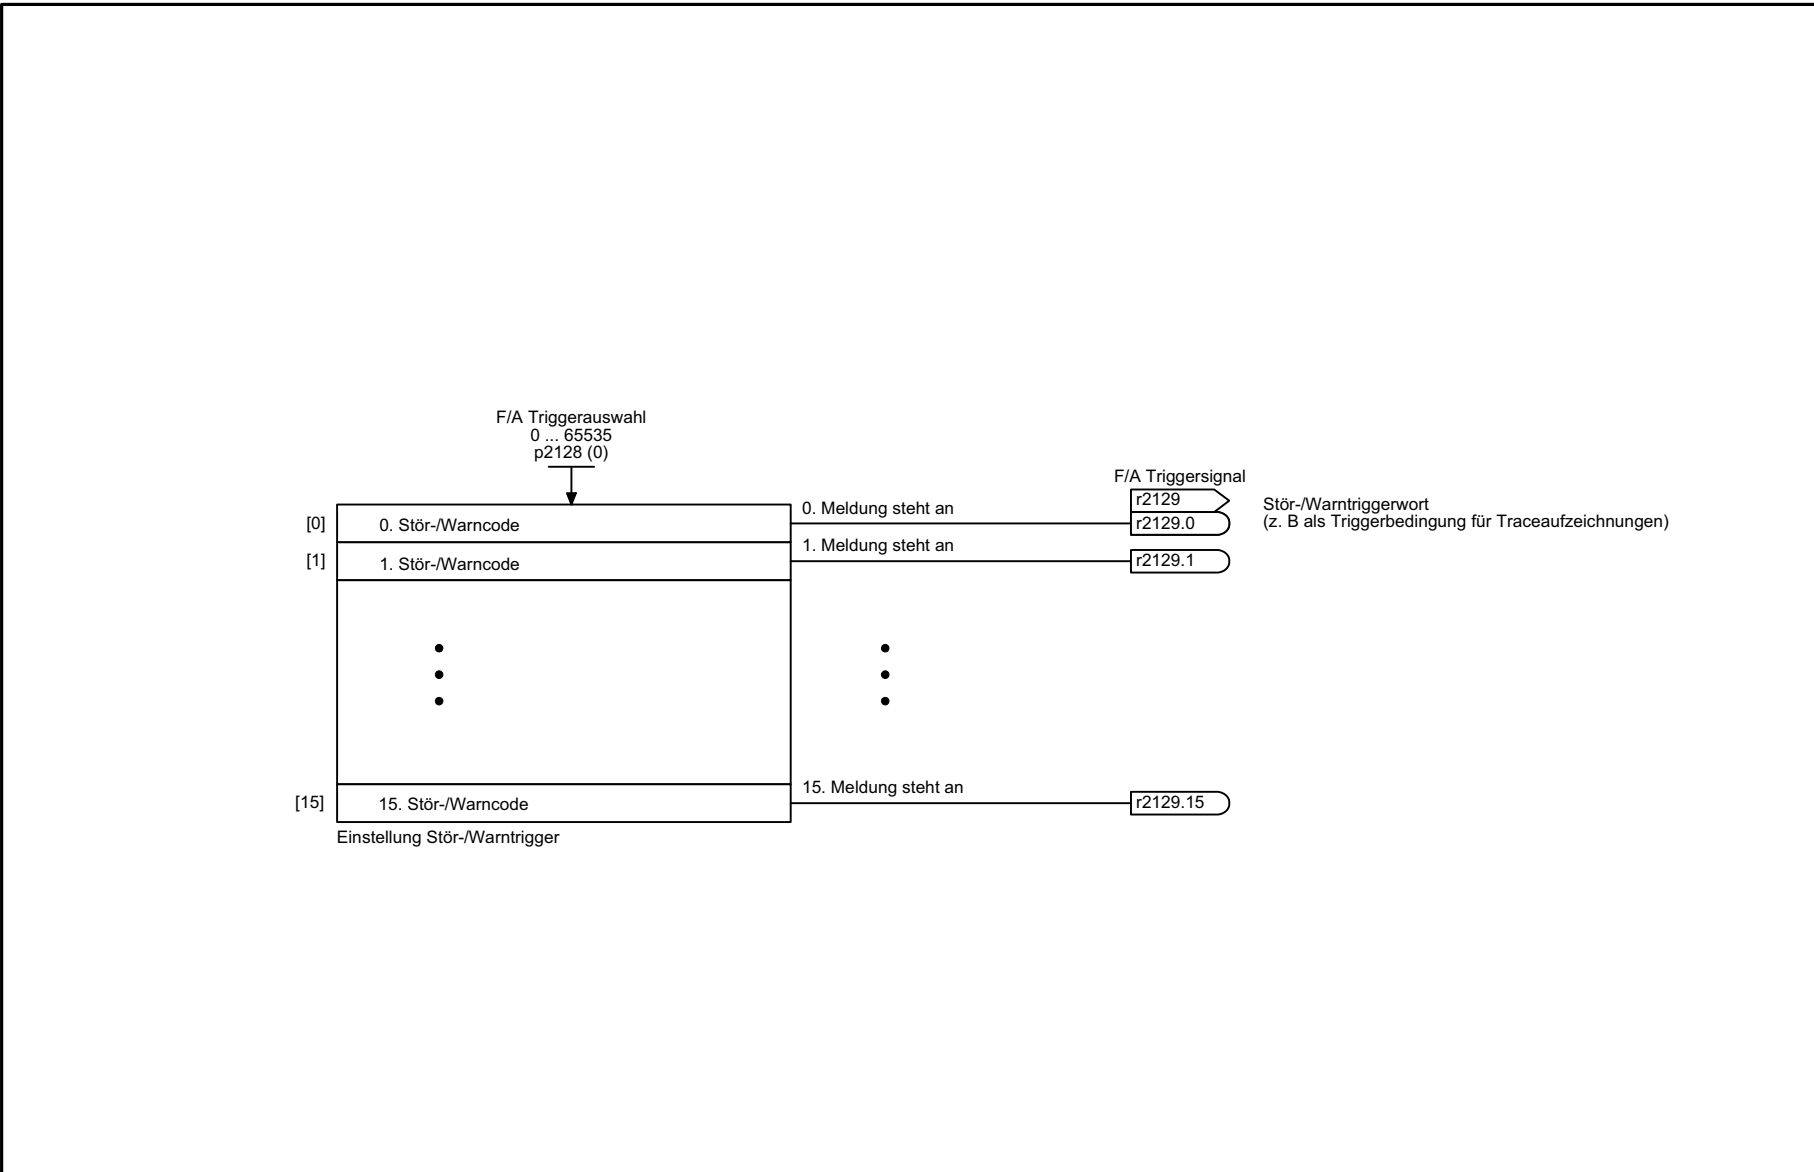 F/A Triggerauswahl
0 ... 65535
p2128 (0)
F/A Triggersignal
r2129
Stör-/Warntriggerwort
(z. B als Triggerbedingung für Traceaufzeichnungen)
[0]
0. Stör-/Warncode
0. Meldung steht an
r2129.0
[1]
1. Stör-/Warncode
1. Meldung steht an
r2129.1
[15]
15. Stör-/Warncode
15. Meldung steht an
r2129.15
Einstellung Stör-/Warntrigger